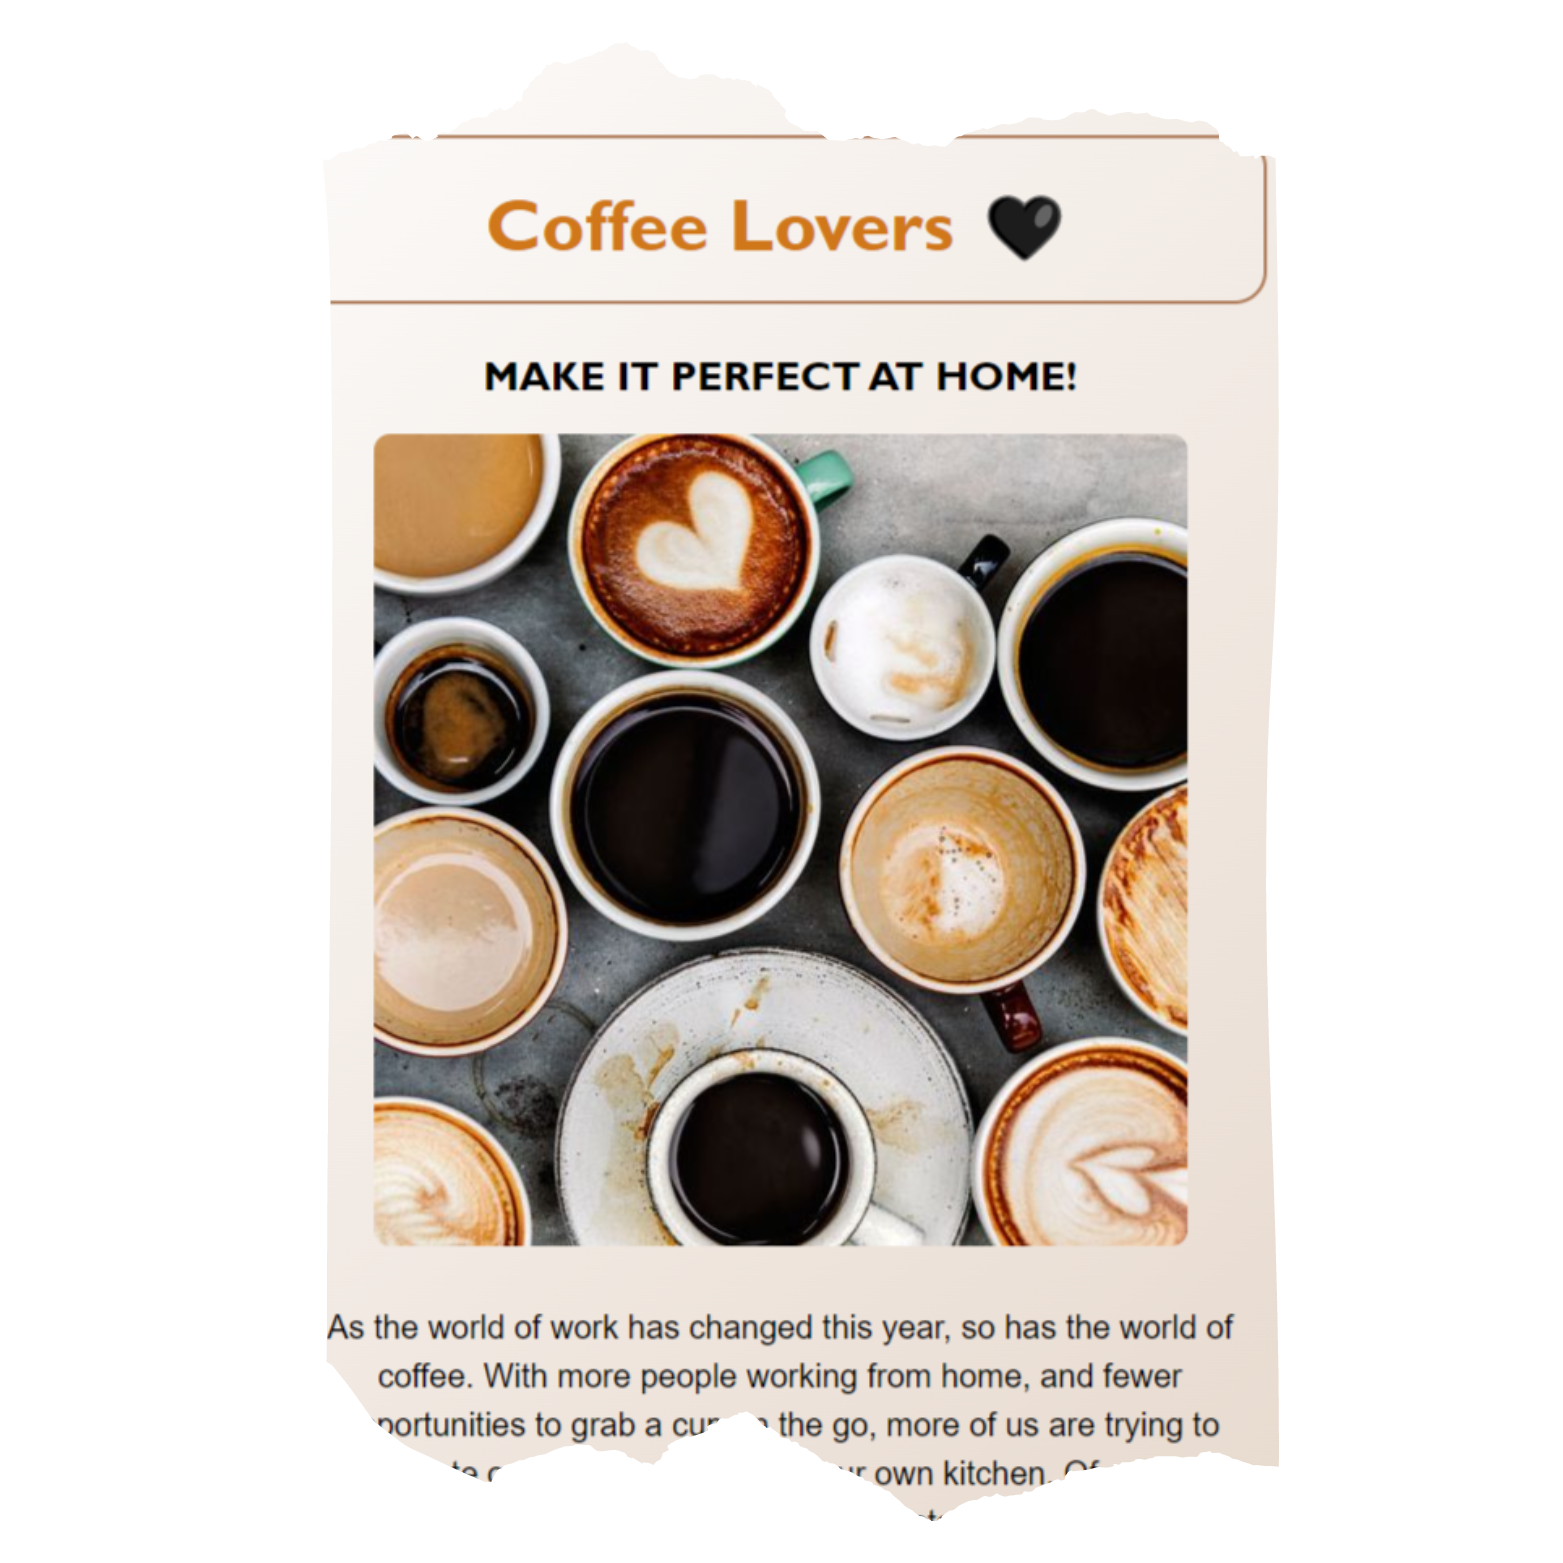 Coffee Lovers 🖤
MAKE IT PERFECT AT HOME!
As the world of work has changed this year, so has the world of
coffee. With more people working from home, and fewer
to grab a the go, more of us are trying to
own kitchen.